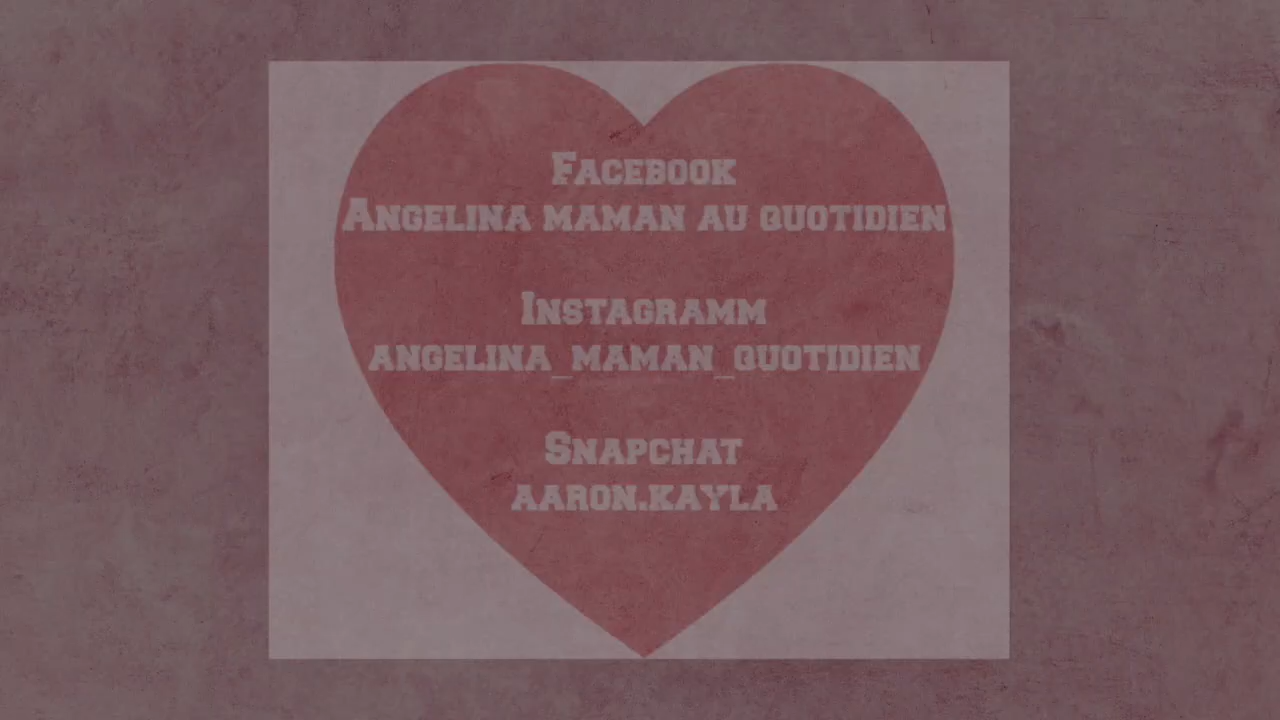 Facebook
Angelina maman au quotidien
Instagramm
angelina_maman_quotidien
Snapchat
aaron.kayla